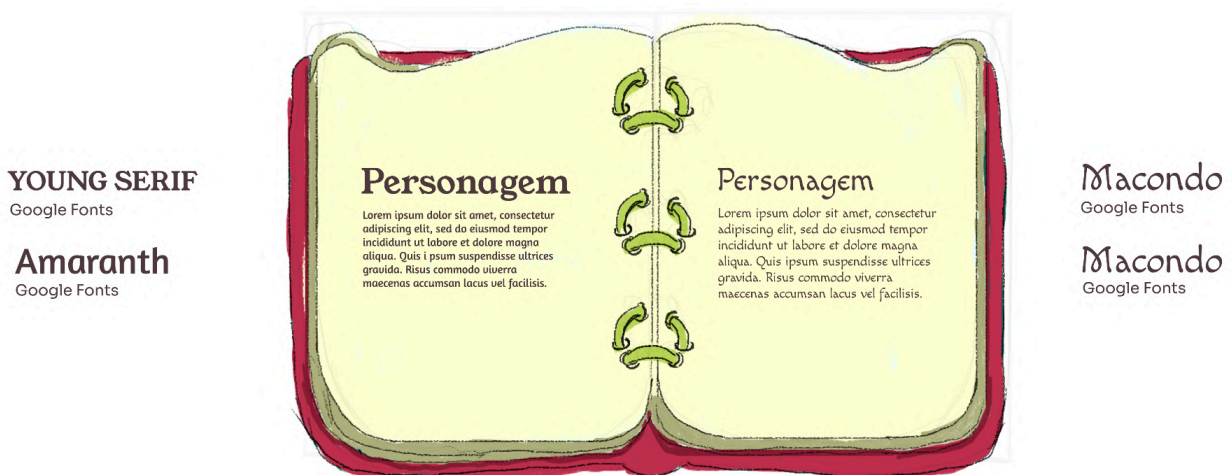 YOUNG SERIF
Google Fonts
Amaranth
Google Fonts
Personagem
Lorem ipsum dolor sit amet, consectetur
adipiscing elit, sed do eiusmod tempor
incididunt ut labore et dolore magna
aliqua. Quis i psum suspendisse ultrices
gravida. Risus commodo viverra
maecenas accumsan lacus vel facilisis.
Personagem
Lorem ipsum dolor sit amet, consectetur
adipiscing elit, sed do eiusmod tempor
incididunt ut labore et dolore magna
aliqua. Quis ipsum suspendisse ultrices
gravida. Risus commodo viverra
maecenas accumsan lacus vel facilisis.
Macondo
Google Fonts
Macondo
Google Fonts